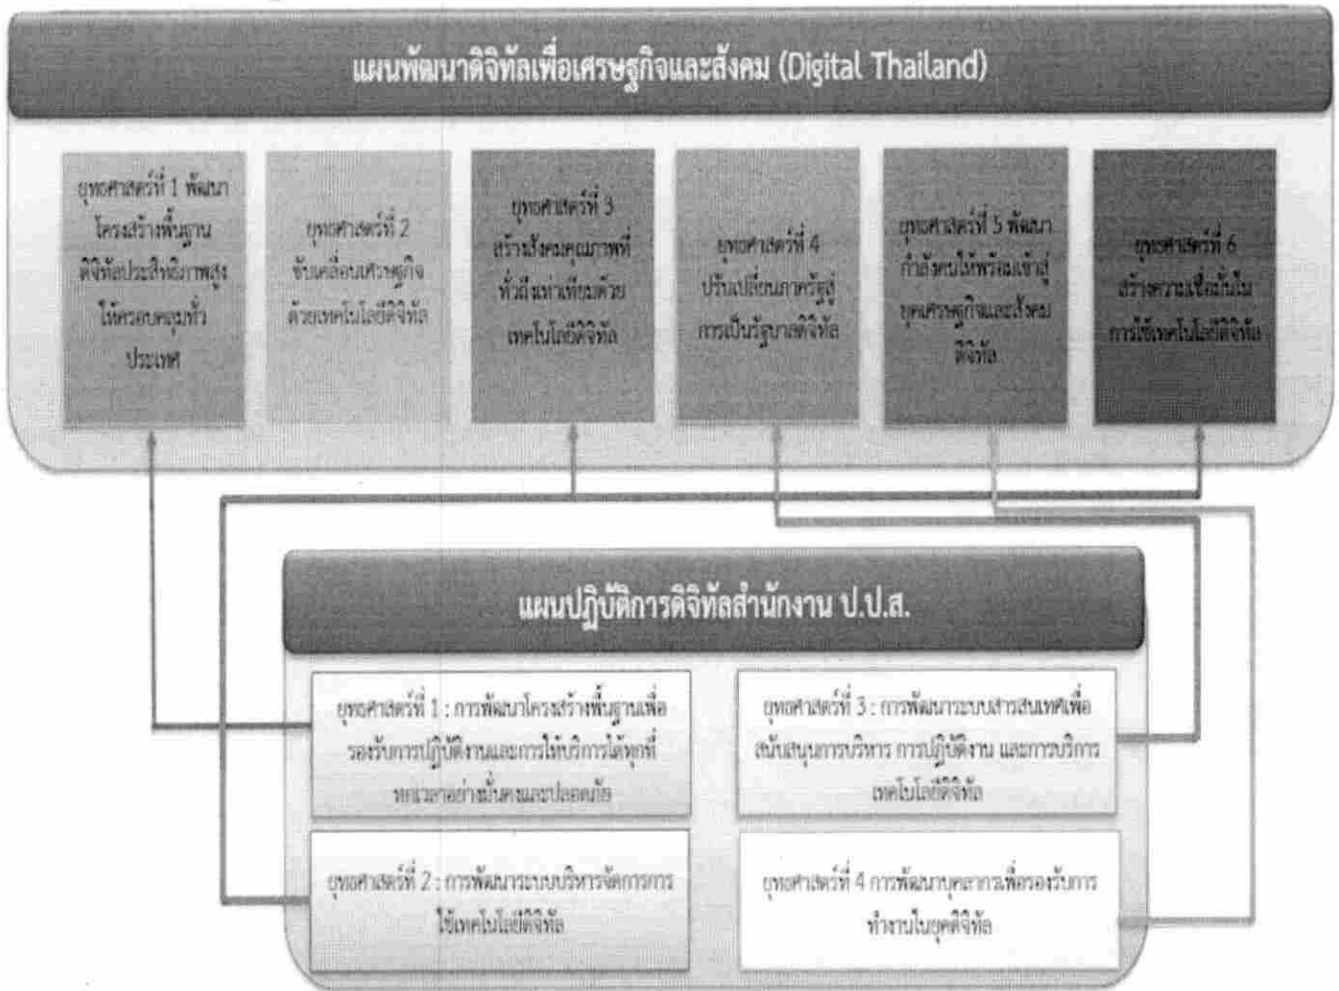 แผนพัฒนาดิจิทัลเพื่อเศรษฐกิจและสังคม (Digital Thailand)
ยุทธศาสตร์ที่ 1 พัฒนา
โครงสร้างพื้นฐาน
ดิจิทัลประสิทธิภาพสูง
ให้ครอบคลุมทั่ว
ประเทศ
ยุทธศาสตร์ที่ 2
ขับเคลื่อนเศรษฐกิจ
ด้วยเทคโนโลยีดิจิทัล
ยุทธศาสตร์ที่ 3
สร้างสังคมคุณภาพที่
ทั่วถึงเท่าเทียมด้วย
เทคโนโลยีดิจิทัล
ยุทธศาสตร์ที่ 4
ปรับเปลี่ยนภาครัฐสู่
การเป็นรัฐบาลดิจิทัล
ยุทธศาสตร์ที่ 5 พัฒนา
กำลังคนให้พร้อมเข้าสู่
ยุคเศรษฐกิจและสังคม
ดิจิทัล
ยุทธศาสตร์ที่ 6
สร้างความเชื่อมั่นใน
การใช้เทคโนโลยีดิจิทัล
แผนปฏิบัติการดิจิทัลสำนักงาน ป.ป.ส.
ยุทธศาสตร์ที่ 1 : การพัฒนาโครงสร้างพื้นฐานเพื่อ
รองรับการปฏิบัติงานและการให้บริการได้ทุกที่
ทุกเวลาอย่างมั่นคงและปลอดภัย
ยุทธศาสตร์ที่ 2 : การพัฒนาระบบบริหารจัดการการ
ใช้เทคโนโลยีดิจิทัล
ยุทธศาสตร์ที่ 3 : การพัฒนาระบบสารสนเทศเพื่อ
สนับสนุนการบริหาร การปฏิบัติงาน และการบริการ
เทคโนโลยีดิจิทัล
ยุทธศาสตร์ที่ 4 การพัฒนาบุคลากรเพื่อรองรับการ
ทำงานในยุคดิจิทัล